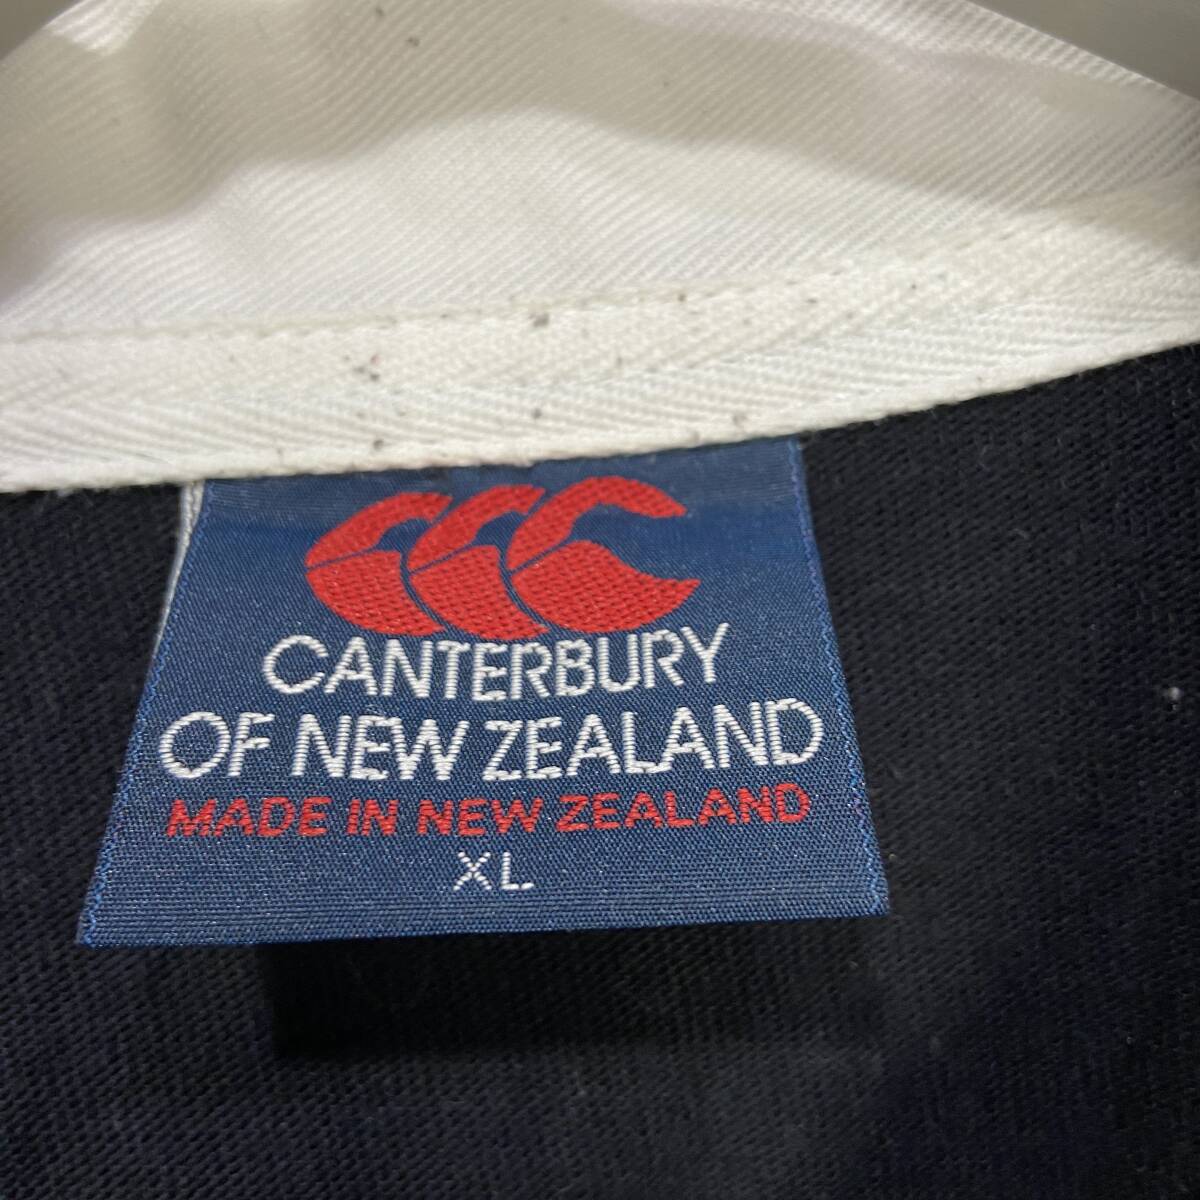 CANTERBURY
OF NEW ZEALAND
MADE IN NEW ZEALAND
XL